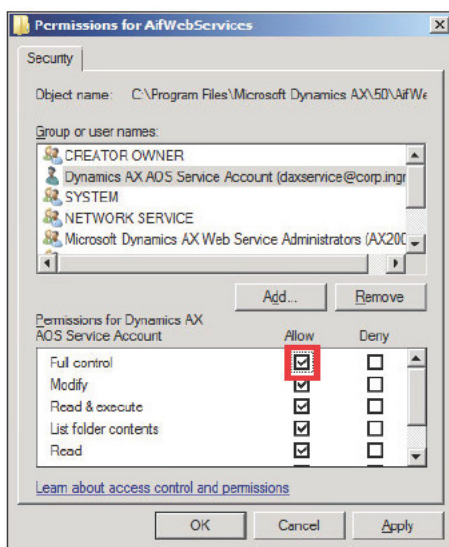 Permissions for AifWebServices
Security
Object name: C:\Program Files\Microsoft Dynamics AX\50\AifWe
Group or user names:
CREATOR OWNER
Dynamics AX AOS Service Account (daxservice@corp.ingr
SYSTEM
NETWORK SERVICE
Microsoft Dynamics AX Web Service Administrators (AX200
Add...
Remove
Permissions for Dynamics AX
AOS Service Account
Allow
Deny
Full control
Modify
Read & execute
List folder contents
Read
Learn about access control and permissions
OK
Cancel
Apply